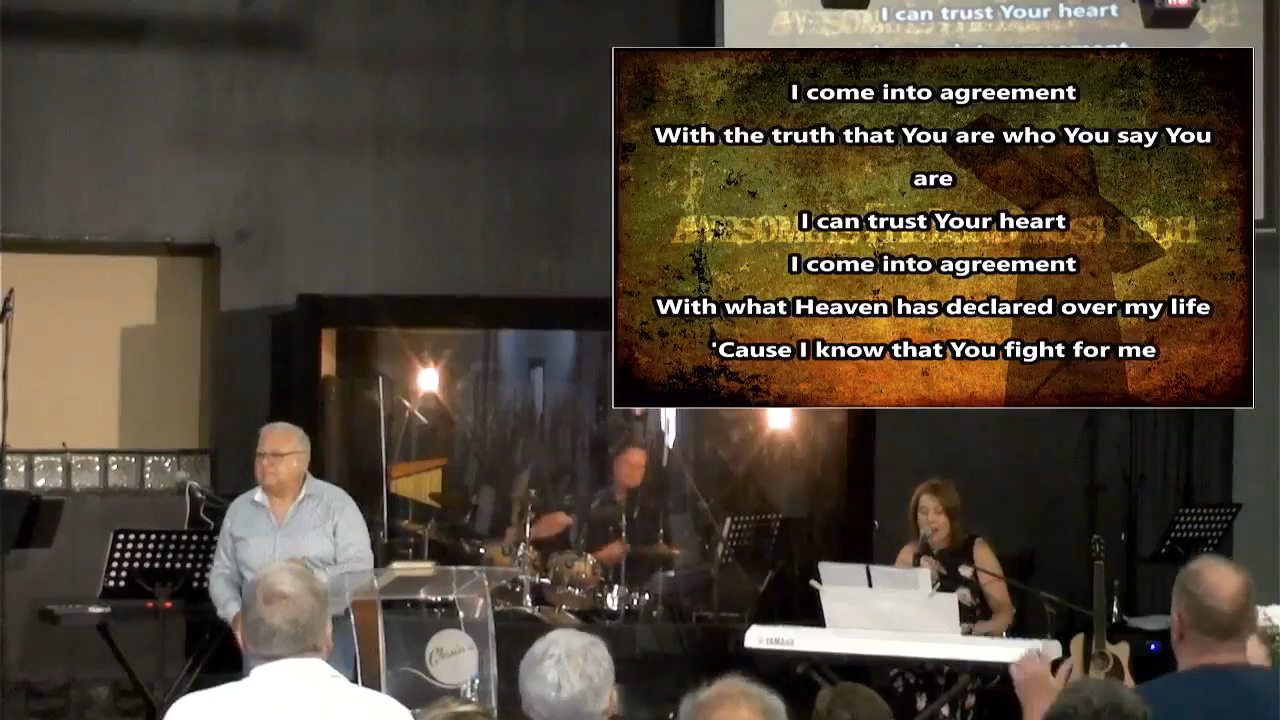 I can trust Your heart
I come into agreement
With the truth that You are who You say You
are
I can trust Your heart
I come into agreement
With what Heaven has declared over my life
'Cause I know that You fight for me
YAMAHA